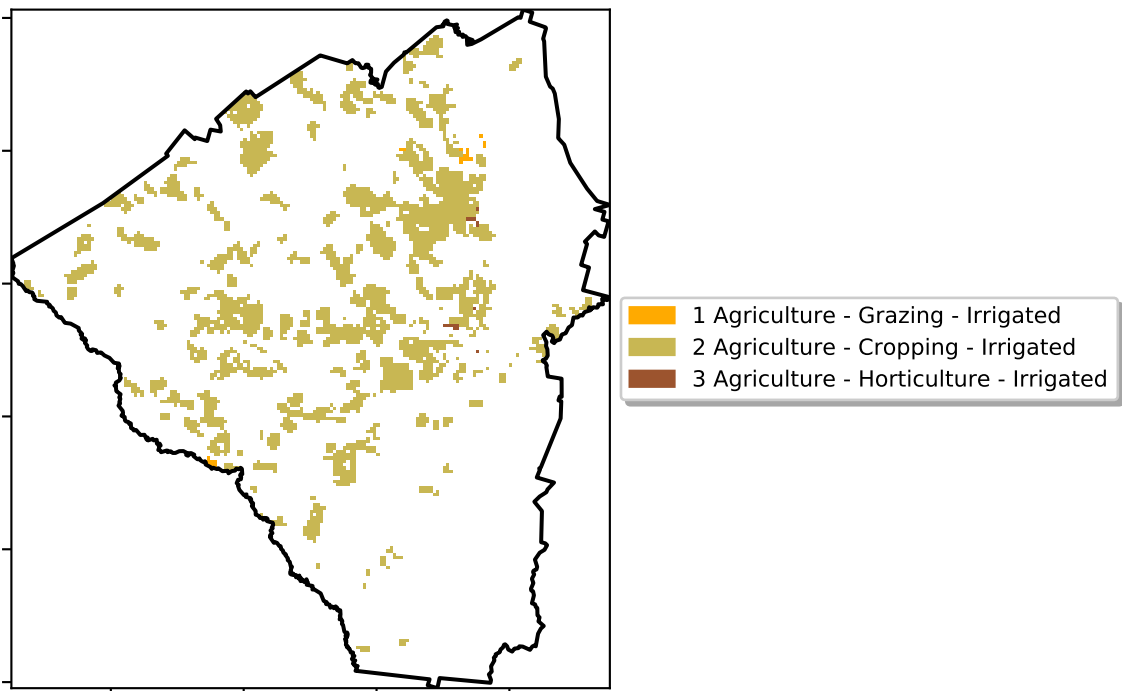 1 Agriculture - Grazing - Irrigated
2 Agriculture - Cropping - Irrigated
3 Agriculture - Horticulture - Irrigated